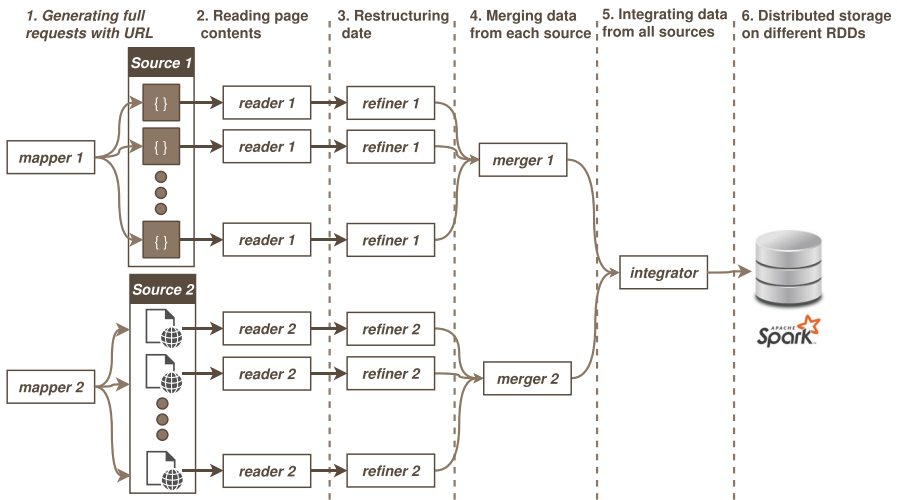 1. Generating full
requests with URL
2. Reading page
contents
3. Restructuring
date
4. Merging data
from each source
5. Integrating data
from all sources
6. Distributed storage
on different RDDs
Source 1
{ }
reader 1
refiner 1
mapper 1
{ }
reader 1
refiner 1
merger 1
{ }
reader 1
refiner 1
integrator
Source 2
reader 2
refiner 2
mapper 2
reader 2
refiner 2
merger 2
reader 2
refiner 2
APACHE
Spark